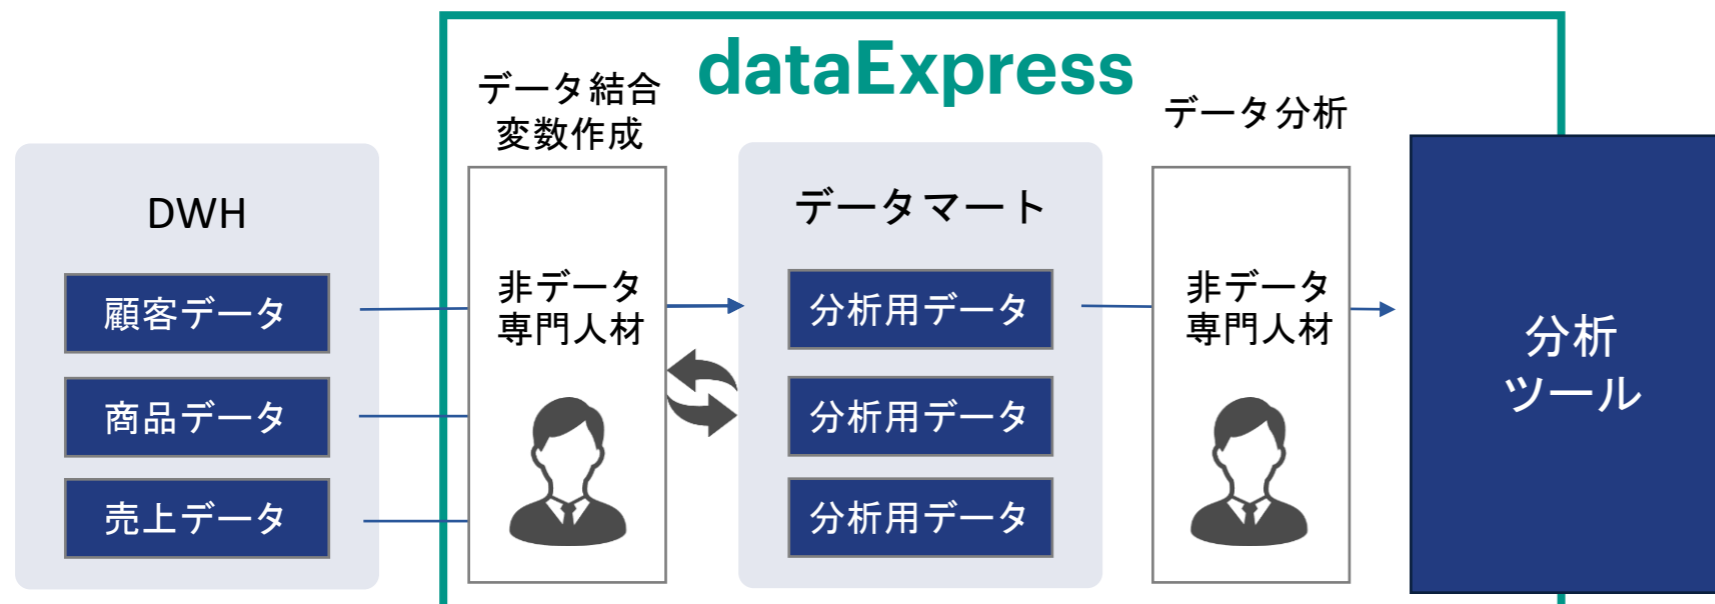 dataExpress
データ結合
変数作成
データ分析
DWH
顧客データ
商品データ
売上データ
非データ
専門人材
データマート
分析用データ
分析用データ
分析用データ
非データ
専門人材
分析
ツール